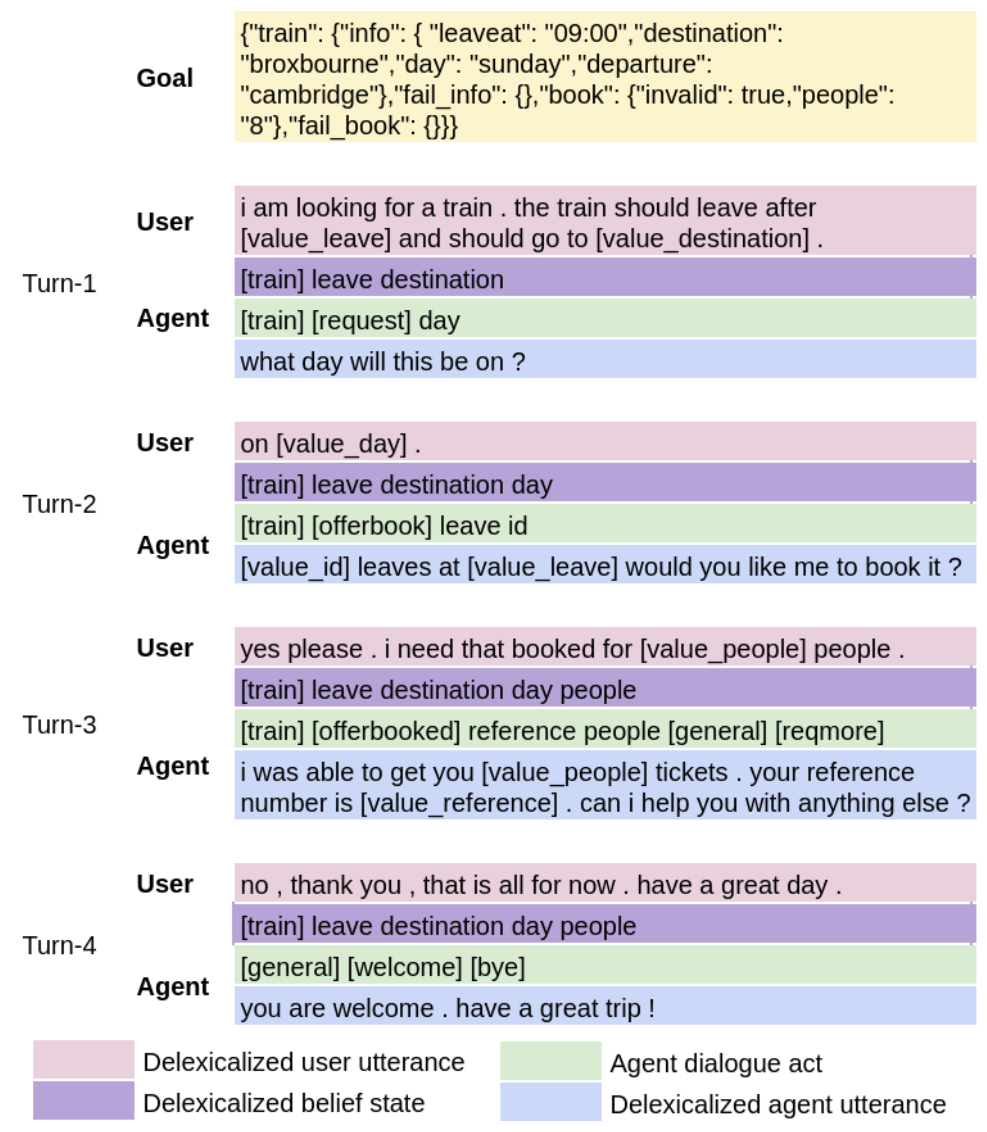 Goal
{"train": {"info": { "leaveat": "09:00","destination":
"broxbourne","day": "sunday","departure":
"cambridge"},"fail_info": {},"book": {"invalid": true,"people":
"8"},"fail_book": {}}}
Turn-1
User
i am looking for a train . the train should leave after
[value_leave] and should go to [value_destination] .
[train] leave destination
Agent
[train] [request] day
what day will this be on ?
Turn-2
User
on [value_day] .
[train] leave destination day
Agent
[train] [offerbook] leave id
[value_id] leaves at [value_leave] would you like me to book it ?
Turn-3
User
yes please . i need that booked for [value_people] people .
[train] leave destination day people
Agent
[train] [offerbooked] reference people [general] [reqmore]
i was able to get you [value_people] tickets . your reference
number is [value_reference] . can i help you with anything else ?
Turn-4
User
no , thank you , that is all for now . have a great day .
[train] leave destination day people
Agent
[general] [welcome] [bye]
you are welcome . have a great trip !
Delexicalized user utterance
Agent dialogue act
Delexicalized belief state
Delexicalized agent utterance